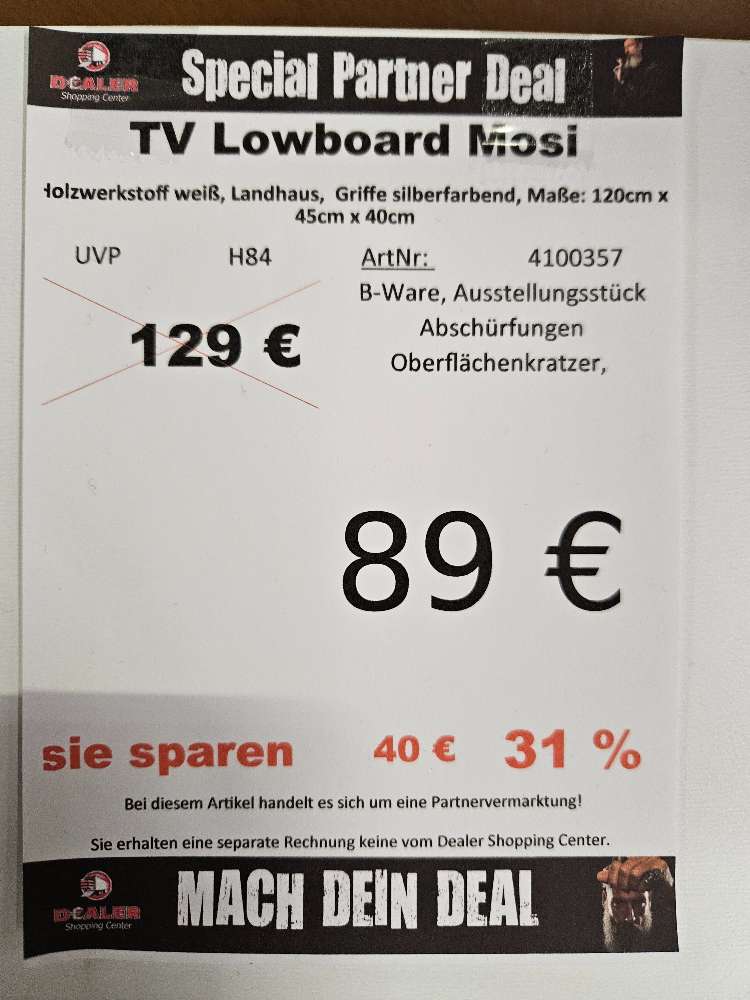 DEALER
Shopping Center
Special Partner Deal
TV Lowboard Mosi
Holzwerkstoff weiß, Landhaus, Griffe silberfarbend, Maße: 120cm x
45cm x 40cm
UVP H84 ArtNr: 4100357
B-Ware, Ausstellungsstück
129 €
Abschürfungen
Oberflächenkratzer,
89 €
sie sparen 40 € 31 %
Bei diesem Artikel handelt es sich um eine Partnervermarktung!
Sie erhalten eine separate Rechnung keine vom Dealer Shopping Center.
DEALER
Shopping Center
MACH DEIN DEAL